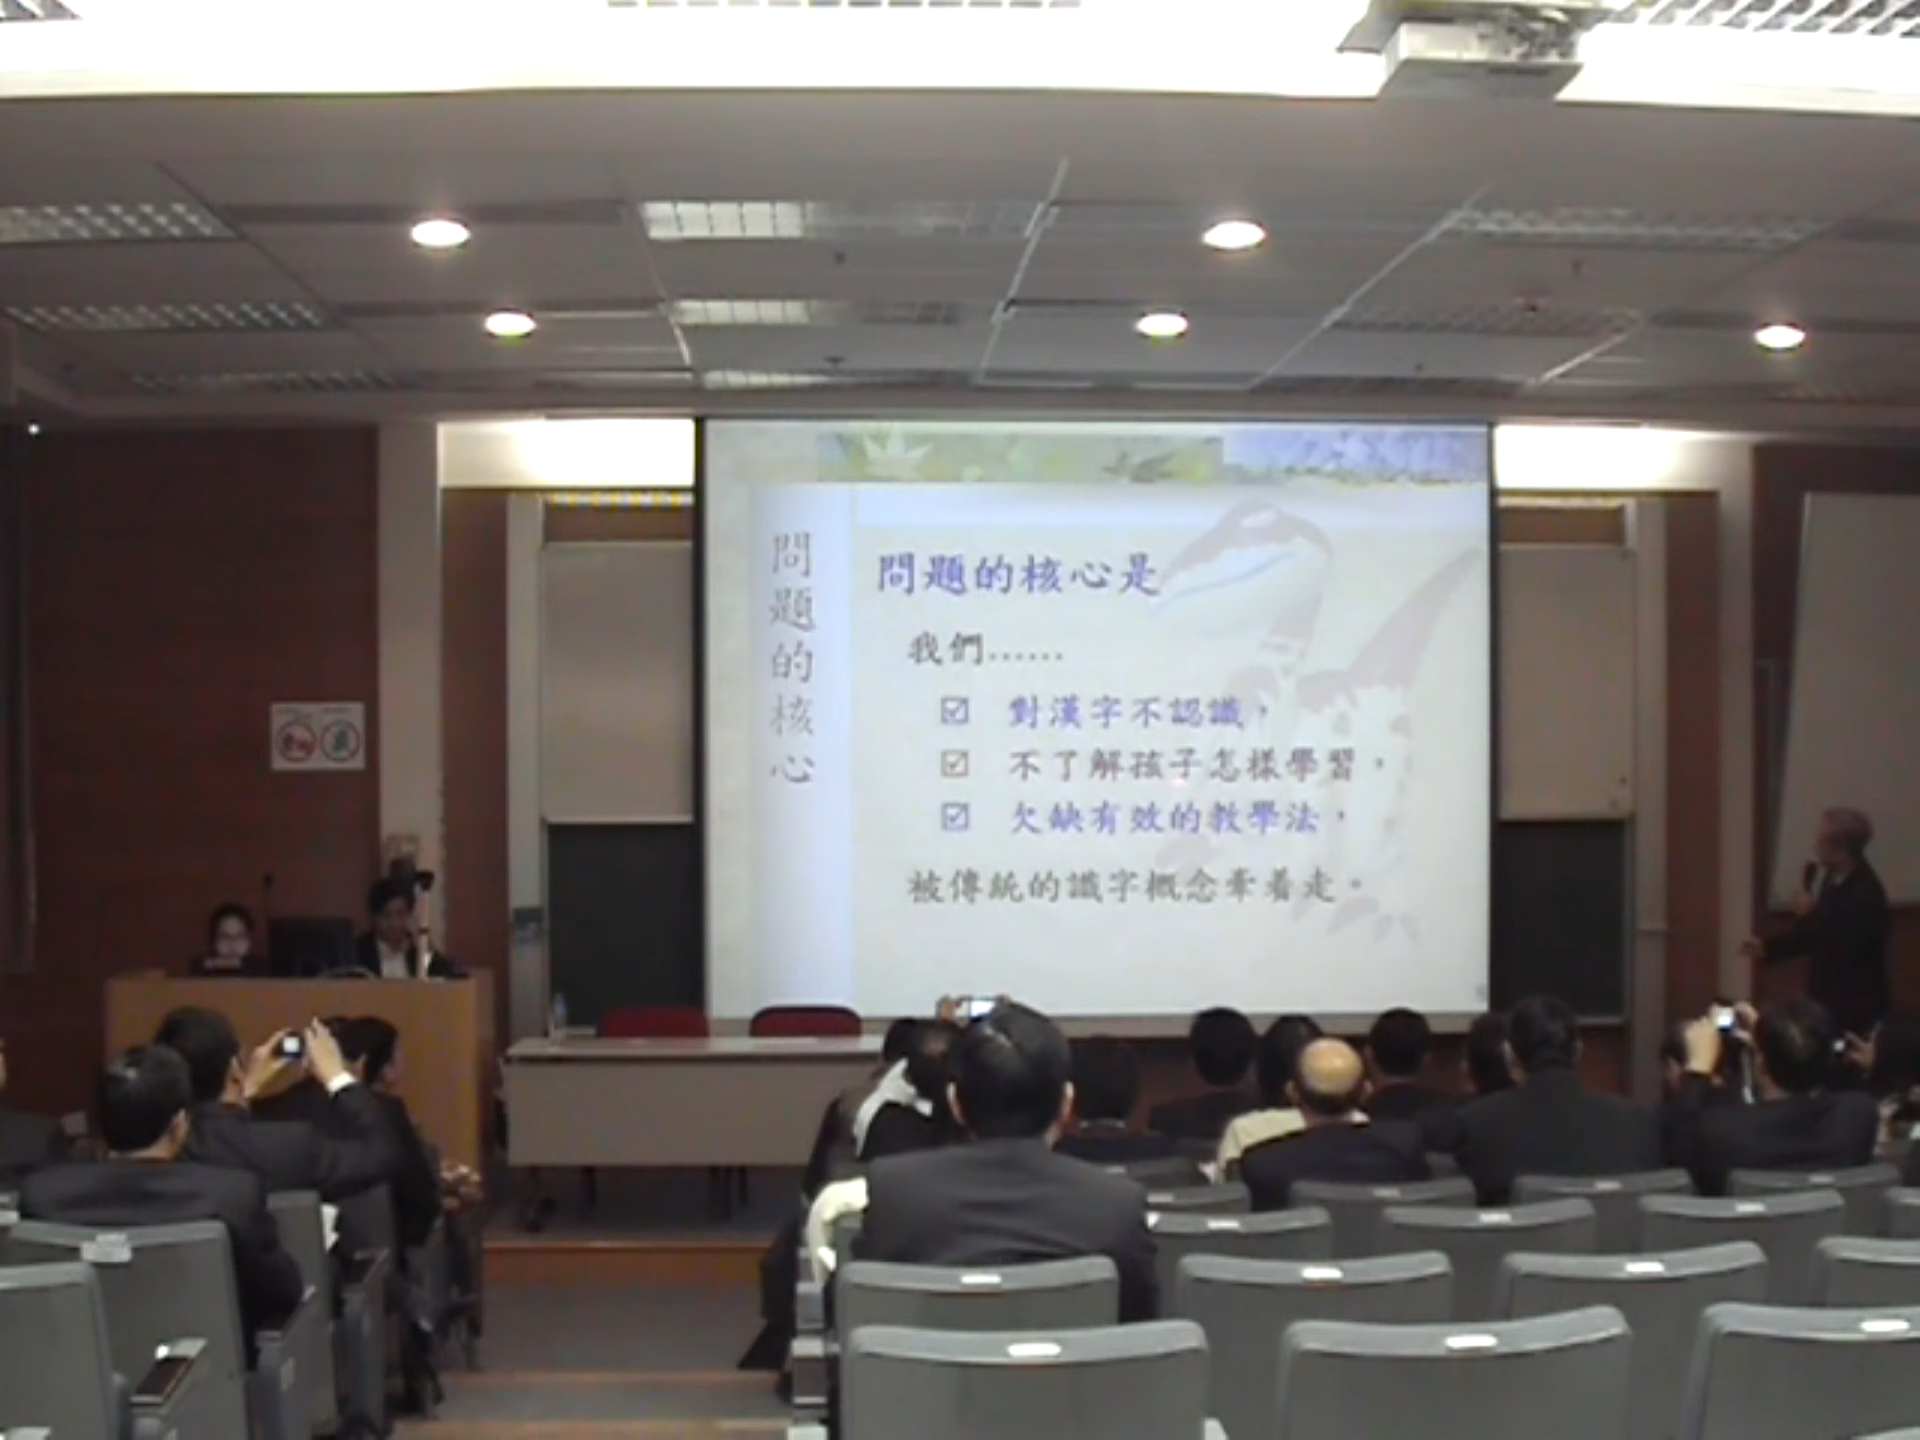 問題的核心
問題的核心是
我們……
☑ 對漢字不認識，
☑ 不了解孩子怎樣學習，
☑ 欠缺有效的教學法，
被傳統的識字概念牽着走。